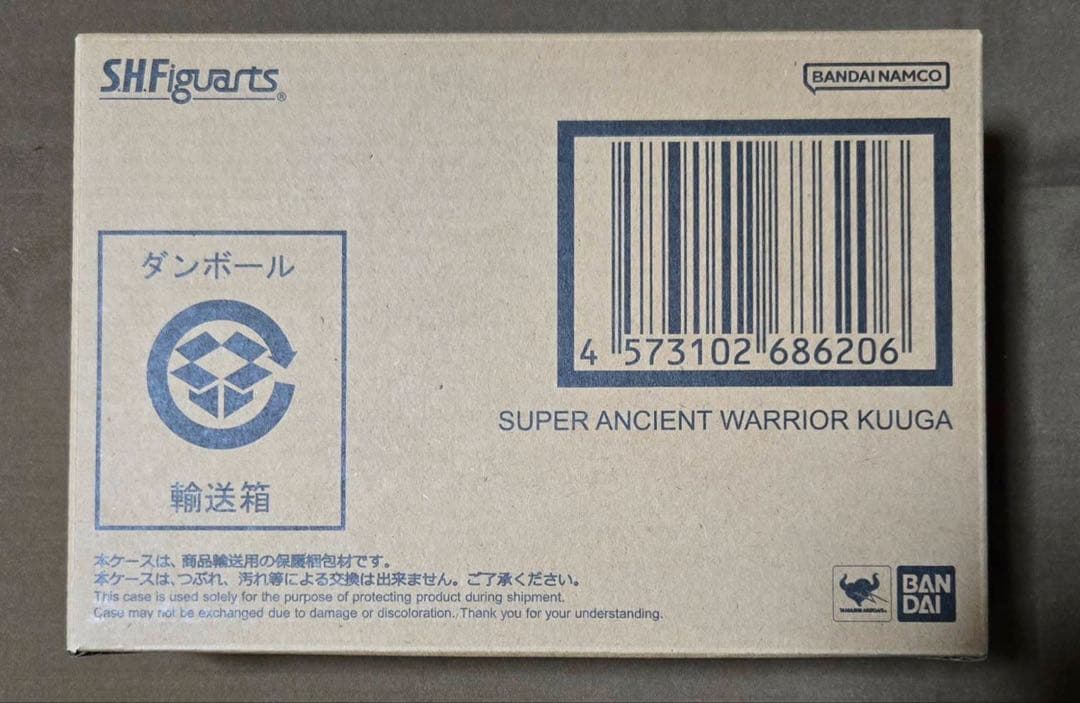 S.H.Figuarts®
BANDAI NAMCO
4 573102 686206
SUPER ANCIENT WARRIOR KUUGA
ダンボール
輸送箱
本ケースは、商品輸送用の保護梱包材です。
本ケースは、つぶれ、汚れ等による交換は出来ません。ご了承ください。
This case is used solely for the purpose of protecting product during shipment.
Case may not be exchanged due to damage or discoloration. Thank you for your understanding.
BAN
DAI